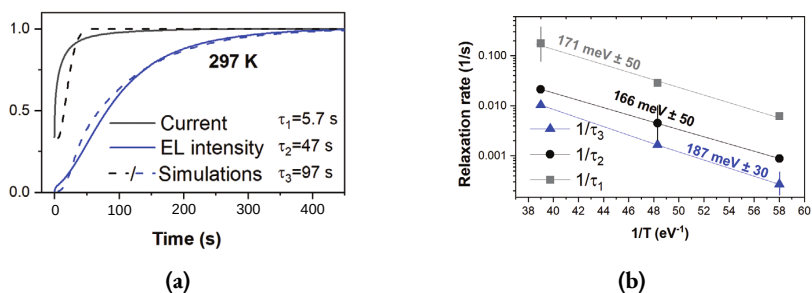 (a)
1.0
0.5
0.0
297 K
Current
EL intensity
Simulations
τ₁=5.7 s
τ₂=47 s
τ₃=97 s
0 100 200 300 400
Time (s)
(a)
(b)
Relaxation rate (1/s)
0.100
0.010
0.001
171 meV ± 50
166 meV ± 50
187 meV ± 30
1/τ₃
1/τ₂
1/τ₁
38 40 42 44 46 48 50 52 54 56 58 60
1/T (eV⁻¹)
(b)